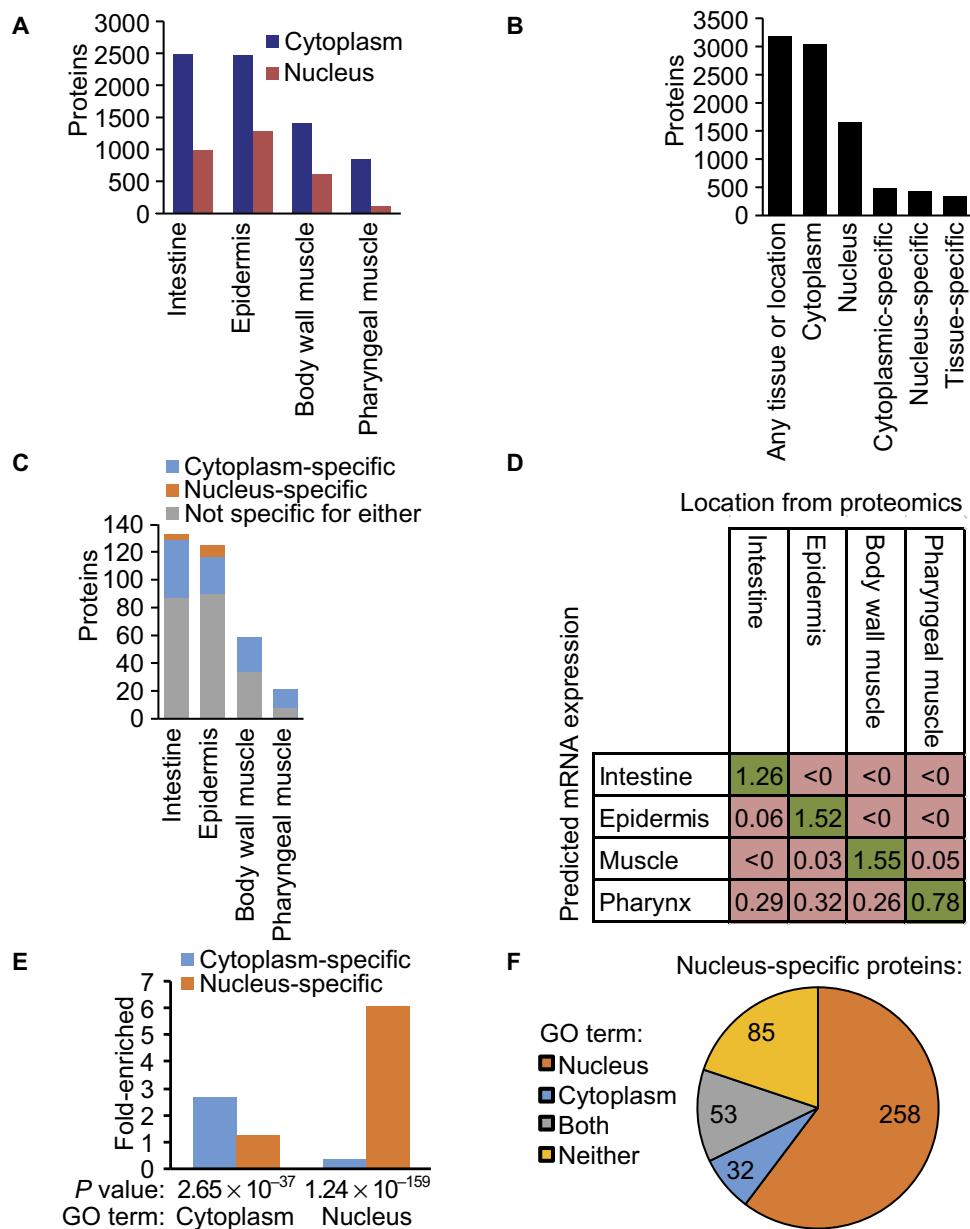 A
Proteins
3000
2500
2000
1500
1000
500
0
Cytoplasm
Nucleus
Intestine
Epidermis
Body wall muscle
Pharyngeal muscle
B
Proteins
3500
3000
2500
2000
1500
1000
500
0
Any tissue or location
Cytoplasm
Nucleus
Cytoplasmic-specific
Nucleus-specific
Tissue-specific
C
Cytoplasm-specific
Nucleus-specific
Not specific for either
Proteins
140
120
100
80
60
40
20
0
Intestine
Epidermis
Body wall muscle
Pharyngeal muscle
D
Location from proteomics
Predicted mRNA expression
Intestine
Epidermis
Body wall muscle
Pharyngeal muscle
Intestine 1.26 <0 <0 <0
Epidermis 0.06 1.52 <0 <0
Muscle <0 0.03 1.55 0.05
Pharynx 0.29 0.32 0.26 0.78
E
Cytoplasm-specific
Nucleus-specific
Fold-enriched
7
6
5
4
3
2
1
0
P value: 2.65 × 10⁻³⁷ 1.24 × 10⁻¹⁵⁹
GO term: Cytoplasm Nucleus
F
Nucleus-specific proteins:
GO term:
Nucleus
Cytoplasm
Both
Neither
85
53
32
258